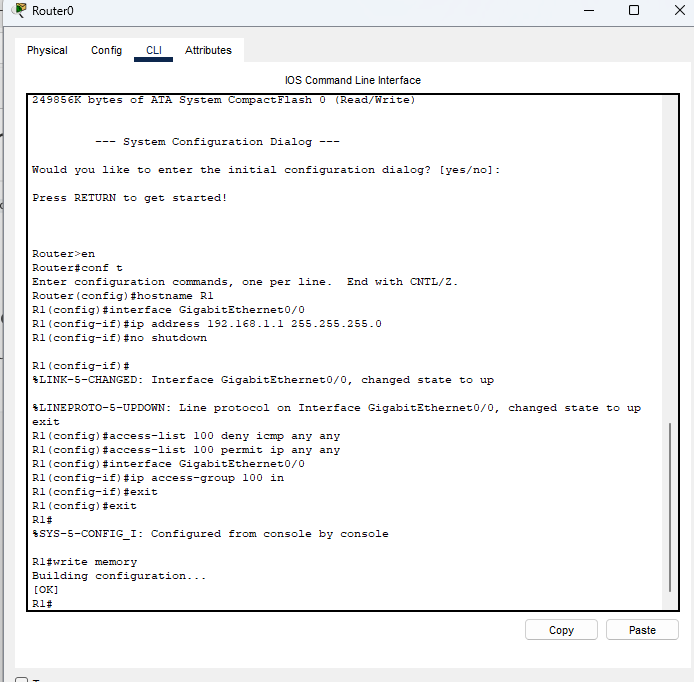 Router0
Physical Config CLI Attributes
IOS Command Line Interface
249856K bytes of ATA System CompactFlash 0 (Read/Write)
--- System Configuration Dialog ---
Would you like to enter the initial configuration dialog? [yes/no]:
Press RETURN to get started!
Router>en
Router#conf t
Enter configuration commands, one per line.  End with CNTL/Z.
Router(config)#hostname R1
R1(config)#interface GigabitEthernet0/0
R1(config-if)#ip address 192.168.1.1 255.255.255.0
R1(config-if)#no shutdown
R1(config-if)#
%LINK-5-CHANGED: Interface GigabitEthernet0/0, changed state to up
%LINEPROTO-5-UPDOWN: Line protocol on Interface GigabitEthernet0/0, changed state to up
exit
R1(config)#access-list 100 deny icmp any any
R1(config)#access-list 100 permit ip any any
R1(config)#interface GigabitEthernet0/0
R1(config-if)#ip access-group 100 in
R1(config-if)#exit
R1(config)#exit
R1#
%SYS-5-CONFIG_I: Configured from console by console
R1#write memory
Building configuration...
[OK]
R1#
Copy Paste